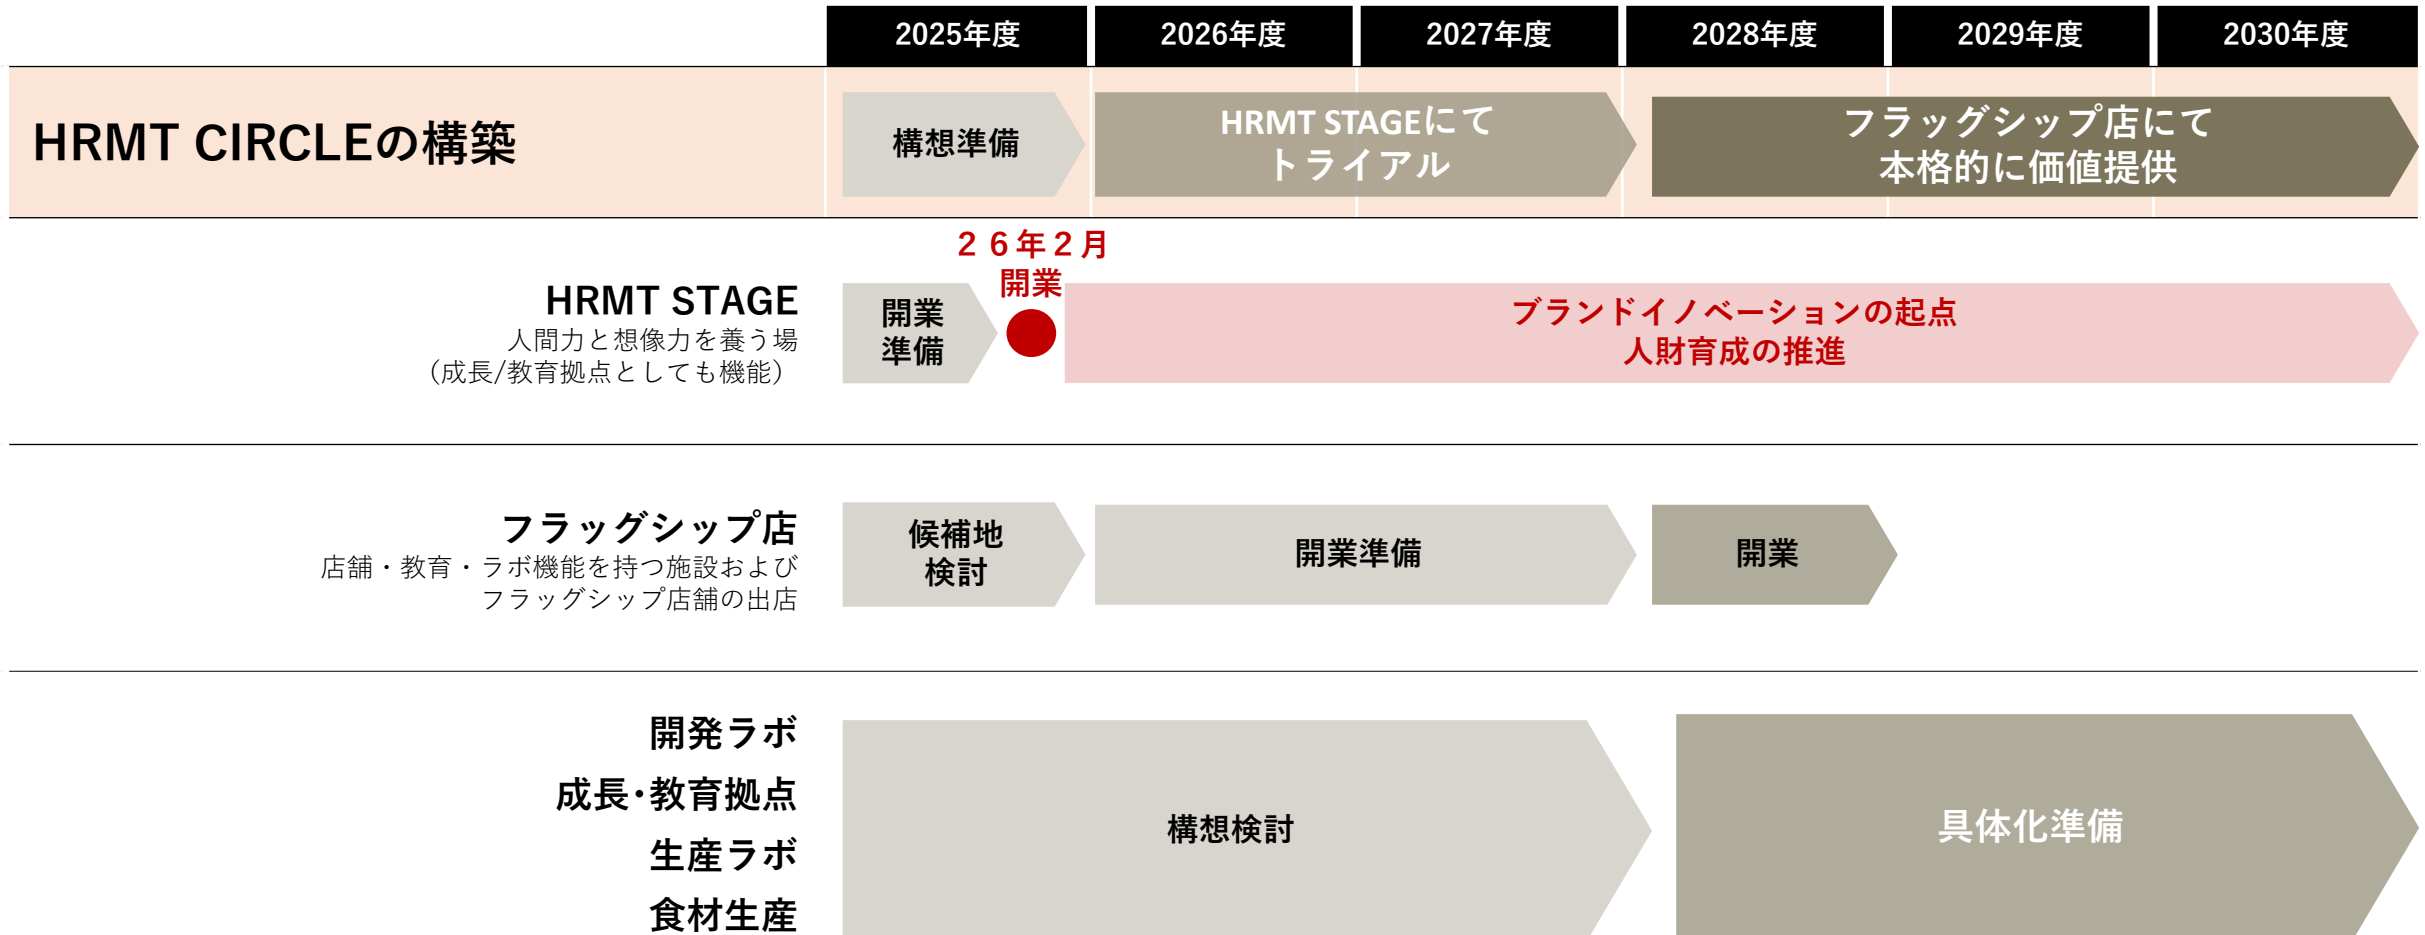 2025年度
2026年度
2027年度
2028年度
2029年度
2030年度
HRMT CIRCLEの構築
構想準備
HRMT STAGEにて
トライアル
フラッグシップ店にて
本格的に価値提供
２６年２月
開業
HRMT STAGE
人間力と想像力を養う場
（成長/教育拠点としても機能）
開業
準備
ブランドイノベーションの起点
人財育成の推進
フラッグシップ店
店舗・教育・ラボ機能を持つ施設および
フラッグシップ店舗の出店
候補地
検討
開業準備
開業
開発ラボ
成長・教育拠点
生産ラボ
食材生産
構想検討
具体化準備